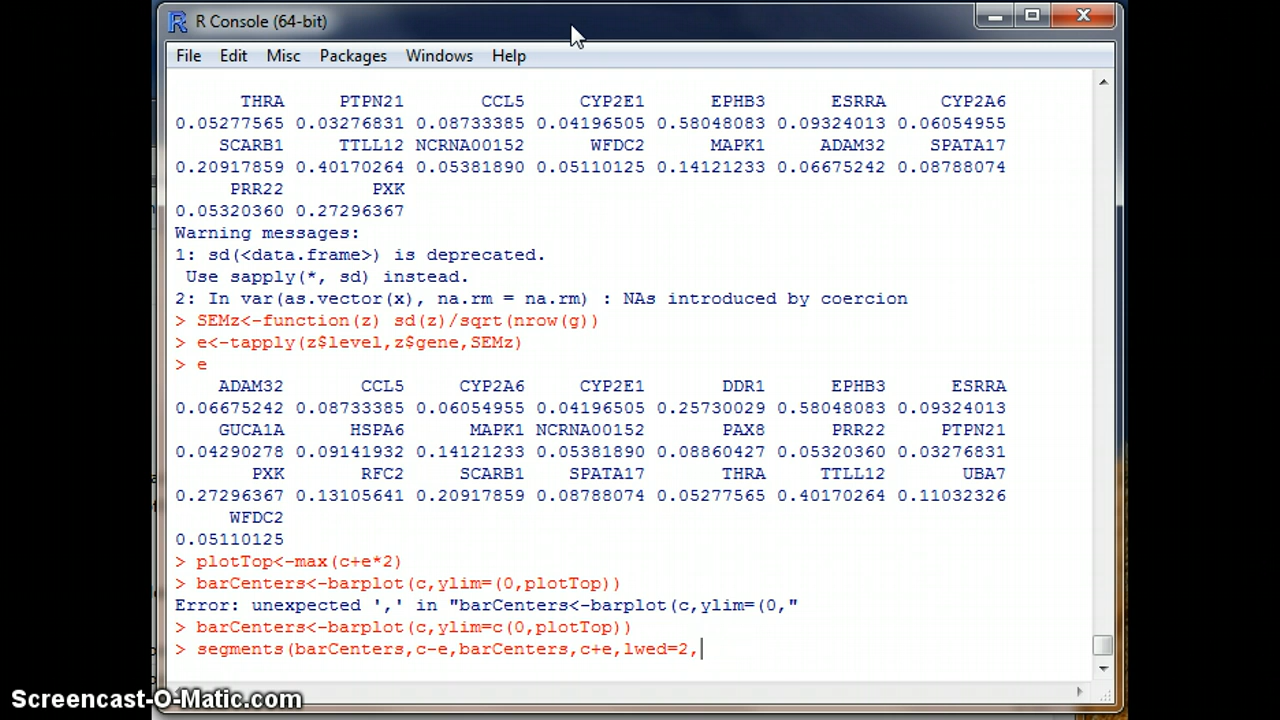 R Console (64-bit)
File Edit Misc Packages Windows Help
THRA PTPN21 CCL5 CYP2E1 EPHB3 ESRRA CYP2A6
0.05277565 0.03276831 0.08733385 0.04196505 0.58048083 0.09324013 0.06054955
SCARB1 TTLL12 NCRNA00152 WFDC2 MAPK1 ADAM32 SPATA17
0.20917859 0.40170264 0.05381890 0.05110125 0.14121233 0.06675242 0.08788074
PRR22 PXK
0.05320360 0.27296367
Warning messages:
1: sd(<data.frame>) is deprecated.
Use sapply(*, sd) instead.
2: In var(as.vector(x), na.rm = na.rm) : NAs introduced by coercion
> SEMz<-function(z) sd(z)/sqrt(nrow(g))
> e<-tapply(z$level,z$gene,SEMz)
> e
ADAM32 CCL5 CYP2A6 CYP2E1 DDR1 EPHB3 ESRRA
0.06675242 0.08733385 0.06054955 0.04196505 0.25730029 0.58048083 0.09324013
GUCA1A HSPA6 MAPK1 NCRNA00152 PAX8 PRR22 PTPN21
0.04290278 0.09141932 0.14121233 0.05381890 0.08860427 0.05320360 0.03276831
PXK RFC2 SCARB1 SPATA17 THRA TTLL12 UBA7
0.27296367 0.13105641 0.20917859 0.08788074 0.05277565 0.40170264 0.11032326
WFDC2
0.05110125
> plotTop<-max(c+e*2)
> barCenters<-barplot(c,ylim=(0,plotTop))
Error: unexpected ',' in "barCenters<-barplot(c,ylim=(0,"
> barCenters<-barplot(c,ylim=c(0,plotTop))
> segments(barCenters,c-e,barCenters,c+e,lwed=2,
Screencast-O-Matic.com